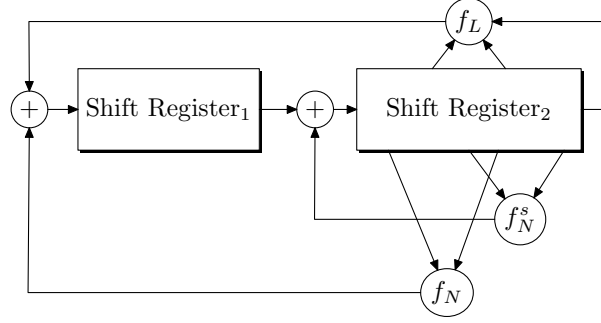 f_L
+ Shift Register₁ + Shift Register₂
f_N^s
f_N